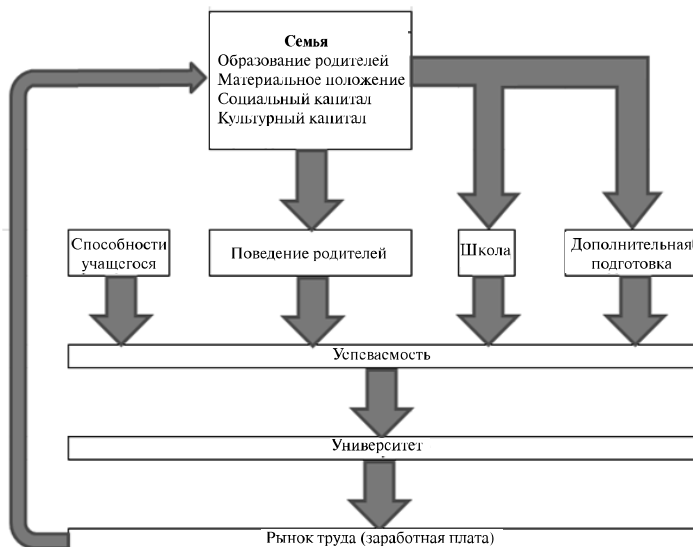 Семья
Образование родителей
Материальное положение
Социальный капитал
Культурный капитал
Способности
учащегося
Поведение родителей
Школа
Дополнительная
подготовка
Успеваемость
Университет
Рынок труда (заработная плата)